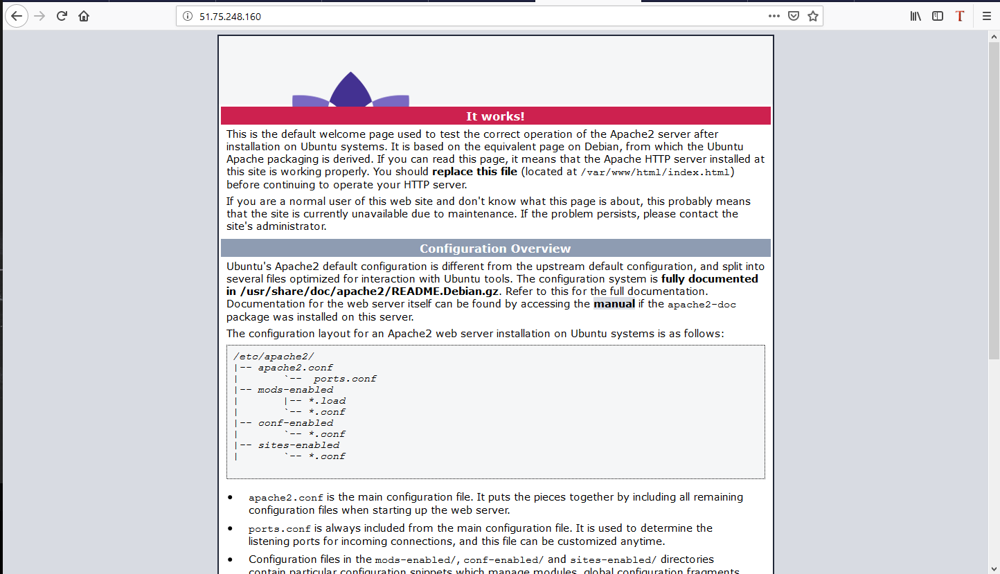 51.75.248.160
T
It works!
This is the default welcome page used to test the correct operation of the Apache2 server after
installation on Ubuntu systems. It is based on the equivalent page on Debian, from which the Ubuntu
Apache packaging is derived. If you can read this page, it means that the Apache HTTP server installed at
this site is working properly. You should replace this file (located at /var/www/html/index.html)
before continuing to operate your HTTP server.
If you are a normal user of this web site and don't know what this page is about, this probably means
that the site is currently unavailable due to maintenance. If the problem persists, please contact the
site's administrator.
Configuration Overview
Ubuntu's Apache2 default configuration is different from the upstream default configuration, and split into
several files optimized for interaction with Ubuntu tools. The configuration system is fully documented
in /usr/share/doc/apache2/README.Debian.gz. Refer to this for the full documentation.
Documentation for the web server itself can be found by accessing the manual if the apache2-doc
package was installed on this server.
The configuration layout for an Apache2 web server installation on Ubuntu systems is as follows:
/etc/apache2/
|-- apache2.conf
|       `--  ports.conf
|-- mods-enabled
|       |-- *.load
|       `-- *.conf
|-- conf-enabled
|       `-- *.conf
|-- sites-enabled
|       `-- *.conf
• apache2.conf is the main configuration file. It puts the pieces together by including all remaining
configuration files when starting up the web server.
• ports.conf is always included from the main configuration file. It is used to determine the
listening ports for incoming connections, and this file can be customized anytime.
• Configuration files in the mods-enabled/, conf-enabled/ and sites-enabled/ directories
contain particular configuration snippets which manage modules, global configuration fragments,